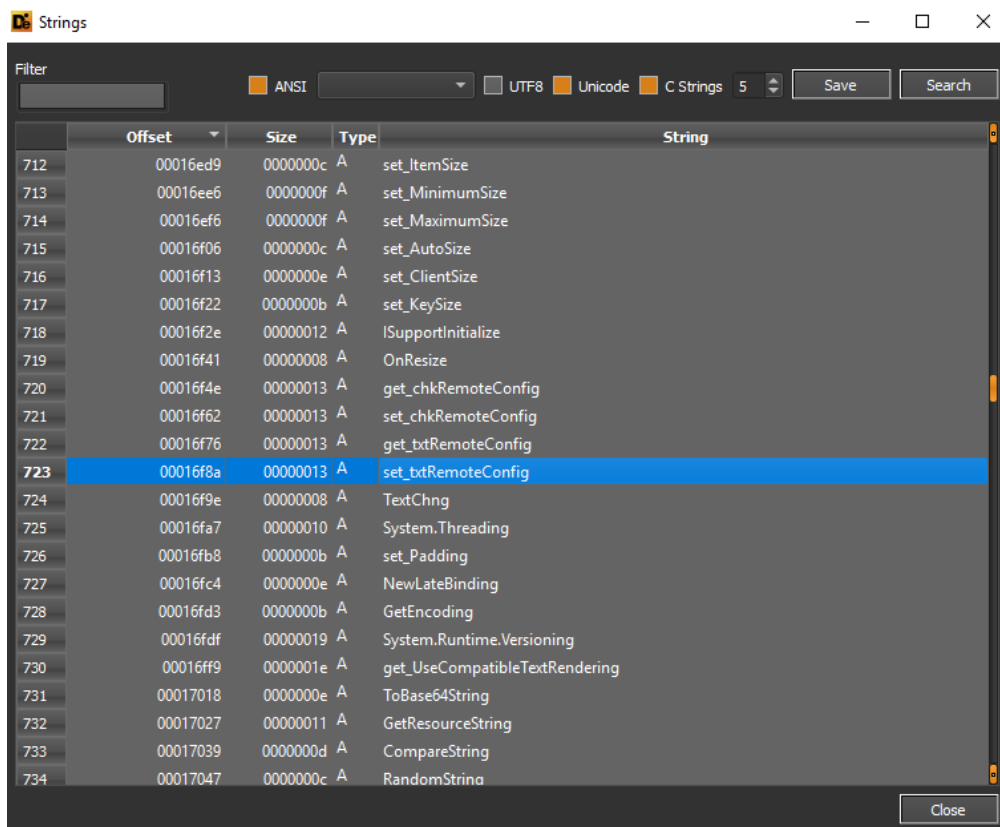 De Strings
Filter
ANSI UTF8 Unicode C Strings 5 Save Search
Offset Size Type String
712 00016ed9 0000000c A set_ItemSize
713 00016ee6 0000000f A set_MinimumSize
714 00016ef6 0000000f A set_MaximumSize
715 00016f06 0000000c A set_AutoSize
716 00016f13 0000000e A set_ClientSize
717 00016f22 0000000b A set_KeySize
718 00016f2e 00000012 A ISupportInitialize
719 00016f41 00000008 A OnResize
720 00016f4e 00000013 A get_chkRemoteConfig
721 00016f62 00000013 A set_chkRemoteConfig
722 00016f76 00000013 A get_txtRemoteConfig
723 00016f8a 00000013 A set_txtRemoteConfig
724 00016f9e 00000008 A TextChng
725 00016fa7 00000010 A System.Threading
726 00016fb8 0000000b A set_Padding
727 00016fc4 0000000e A NewLateBinding
728 00016fd3 0000000b A GetEncoding
729 00016fdf 00000019 A System.Runtime.Versioning
730 00016ff9 0000001e A get_UseCompatibleTextRendering
731 00017018 0000000e A ToBase64String
732 00017027 00000011 A GetResourceString
733 00017039 0000000d A CompareString
734 00017047 0000000c A RandomString
Close